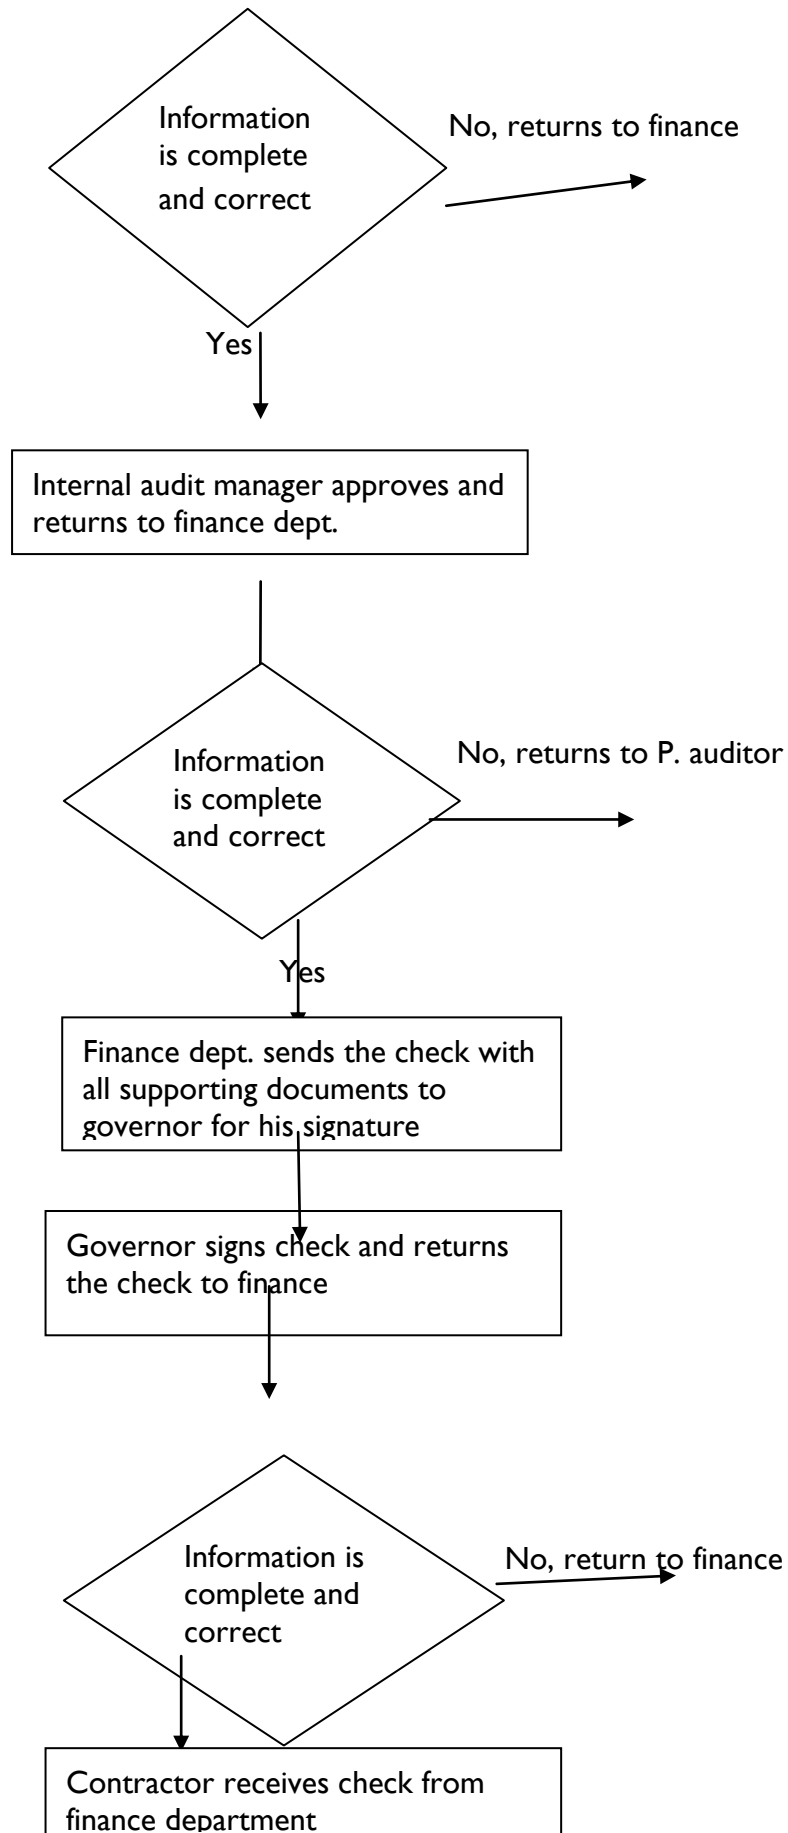 Information
is complete
and correct
No, returns to finance
Yes
Internal audit manager approves and
returns to finance dept.
Information
is complete
and correct
No, returns to P. auditor
Yes
Finance dept. sends the check with
all supporting documents to
governor for his signature
Governor signs check and returns
the check to finance
Information is
complete and
correct
No, return to finance
Contractor receives check from
finance department